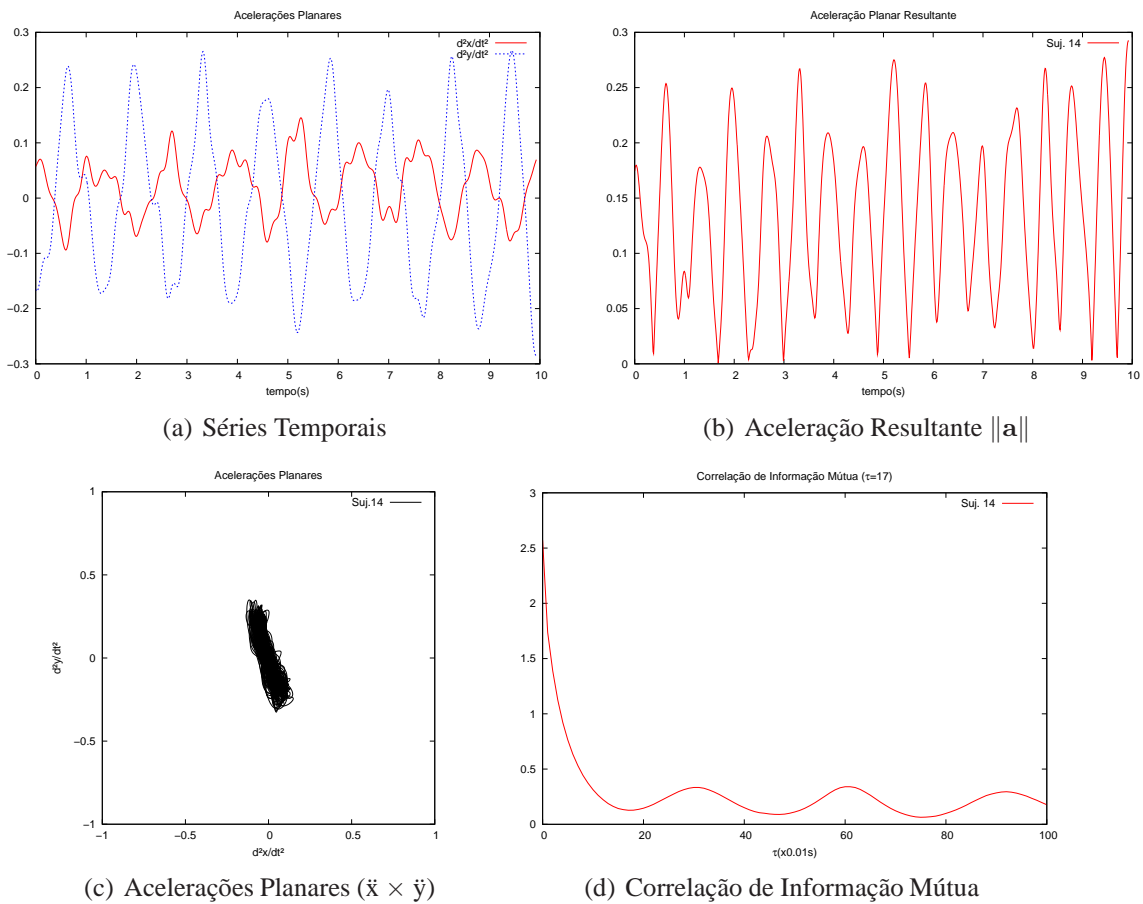 Acelerações Planares
d²x/dt²
d²y/dt²
0.3
0.2
0.1
0
−0.1
−0.2
−0.3
0 1 2 3 4 5 6 7 8 9 10
tempo(s)
(a) Séries Temporais
Aceleração Planar Resultante
Suj. 14
0.3
0.25
0.2
0.15
0.1
0.05
0
0 1 2 3 4 5 6 7 8 9 10
tempo(s)
(b) Aceleração Resultante ‖a‖
Acelerações Planares
Suj.14
1
0.5
0
−0.5
−1
d²y/dt²
−1 −0.5 0 0.5 1
d²x/dt²
(c) Acelerações Planares (ẍ × ÿ)
Correlação de Informação Mútua (τ=17)
Suj. 14
3
2.5
2
1.5
1
0.5
0
0 20 40 60 80 100
τ(x0.01s)
(d) Correlação de Informação Mútua